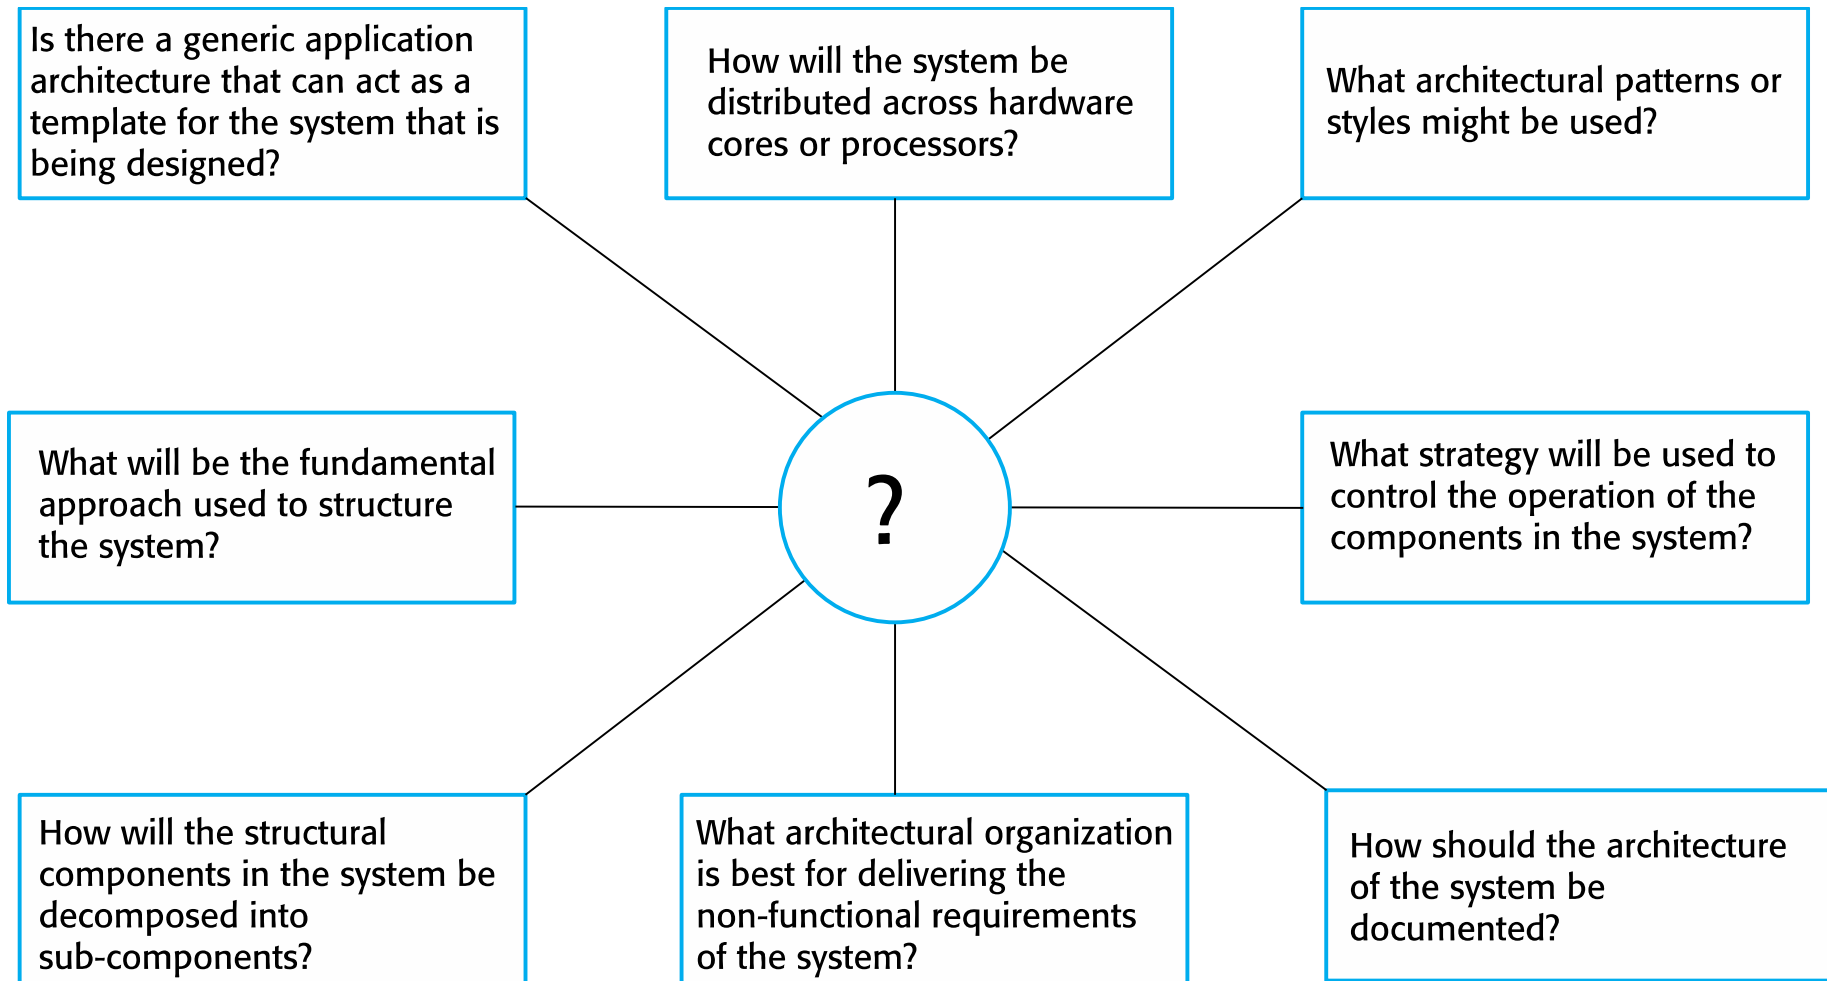 Is there a generic application
architecture that can act as a
template for the system that is
being designed?
How will the system be
distributed across hardware
cores or processors?
What architectural patterns or
styles might be used?
What will be the fundamental
approach used to structure
the system?
?
What strategy will be used to
control the operation of the
components in the system?
How will the structural
components in the system be
decomposed into
sub-components?
What architectural organization
is best for delivering the
non-functional requirements
of the system?
How should the architecture
of the system be
documented?